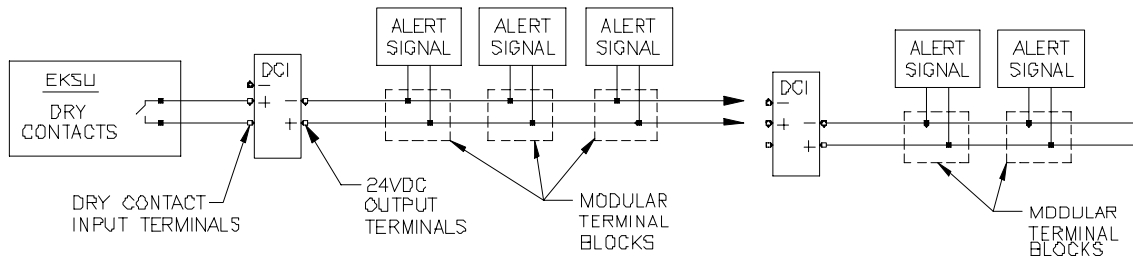 EKSU
DRY
CONTACTS
DCI
−
+ −
+
ALERT
SIGNAL
ALERT
SIGNAL
ALERT
SIGNAL
DRY CONTACT
INPUT TERMINALS
24VDC
OUTPUT
TERMINALS
MODULAR
TERMINAL
BLOCKS
DCI
−
+ −
+
ALERT
SIGNAL
ALERT
SIGNAL
MODULAR
TERMINAL
BLOCKS